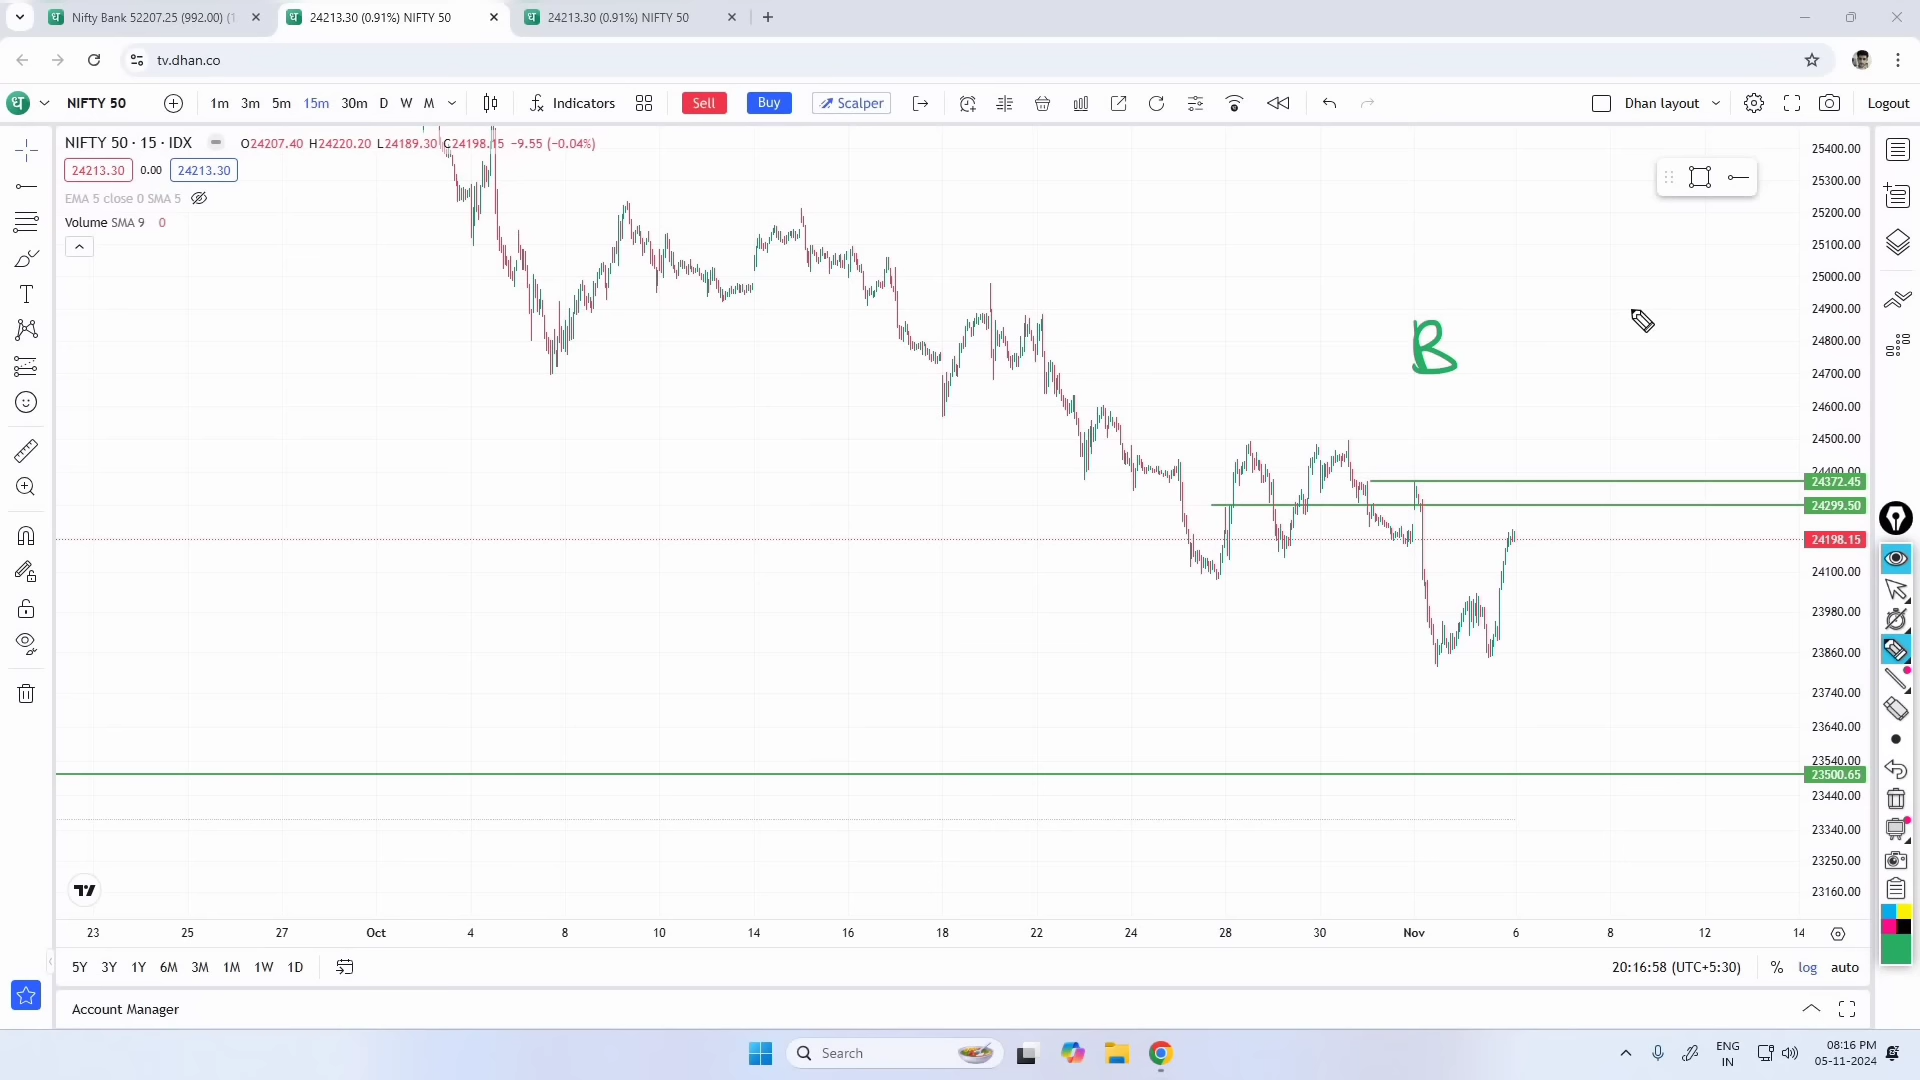 Nifty Bank 52207.25 (992.00) (1
24213.30 (0.91%) NIFTY 50
24213.30 (0.91%) NIFTY 50
tv.dhan.co
NIFTY 50
1m 3m 5m 15m 30m D W M
Indicators
Sell
Buy
Scalper
Dhan layout
Logout
NIFTY 50 · 15 · IDX
O24207.40 H24220.20 L24189.30 C24198.15 −9.55 (−0.04%)
24213.30 0.00 24213.30
EMA 5 close 0 SMA 5
Volume SMA 9 0
B
25400.00
25300.00
25200.00
25100.00
25000.00
24900.00
24800.00
24700.00
24600.00
24500.00
24400.00
24372.45
24299.50
24198.15
24100.00
23980.00
23860.00
23740.00
23640.00
23540.00
23500.65
23440.00
23340.00
23250.00
23160.00
23 25 27 Oct 4 8 10 14 16 18 22 24 28 30 Nov 6 8 12 14
5Y 3Y 1Y 6M 3M 1M 1W 1D
20:16:58 (UTC+5:30) % log auto
Account Manager
Search
ENG
IN
08:16 PM
05-11-2024